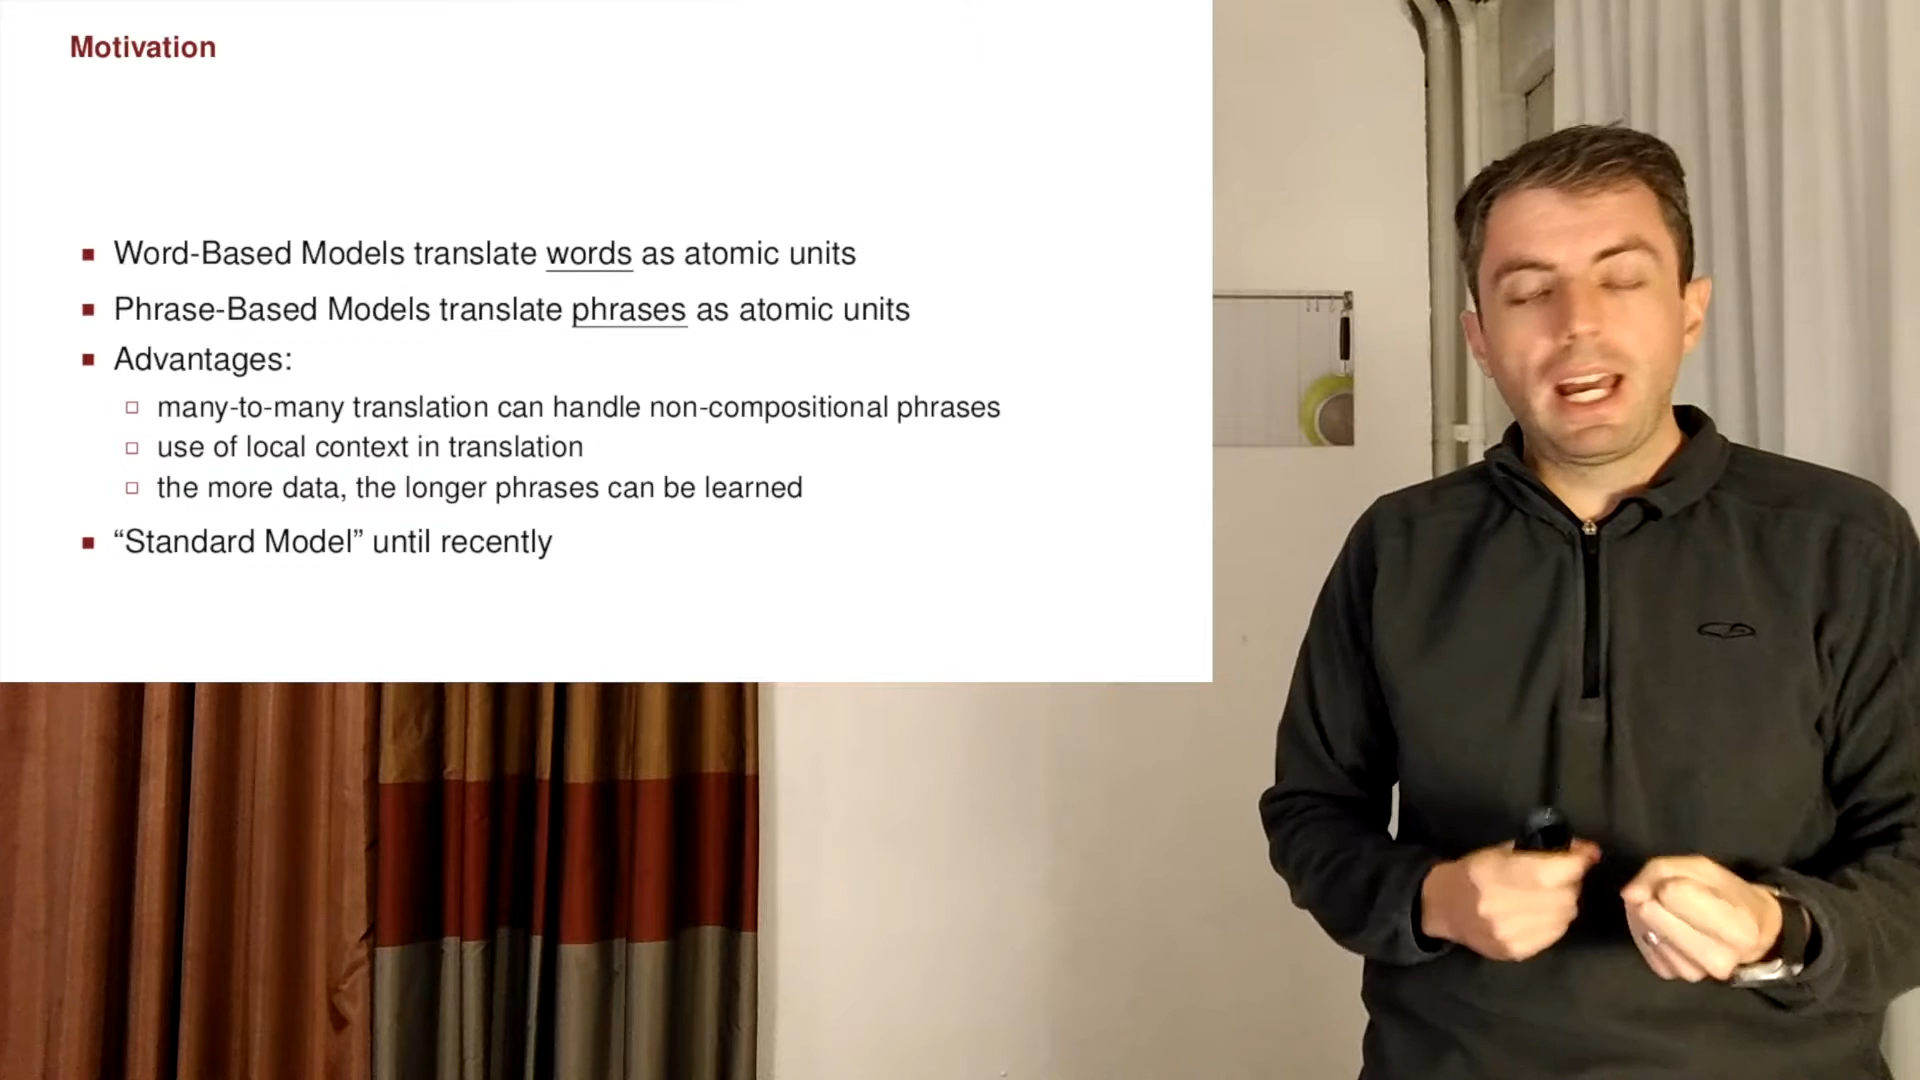 Motivation
Word-Based Models translate words as atomic units
Phrase-Based Models translate phrases as atomic units
Advantages:
many-to-many translation can handle non-compositional phrases
use of local context in translation
the more data, the longer phrases can be learned
“Standard Model” until recently